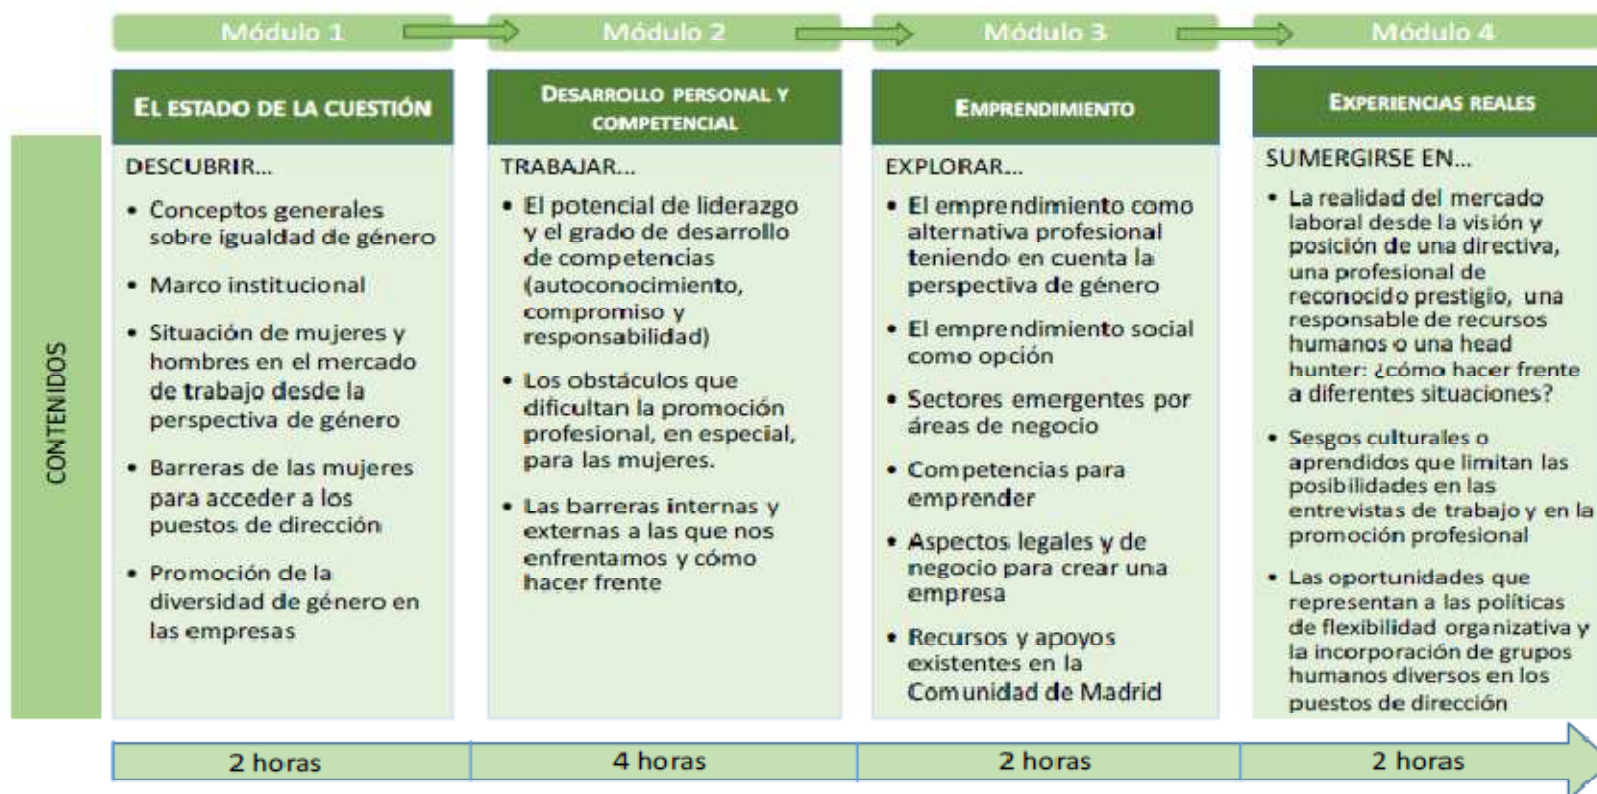 Módulo 1
Módulo 2
Módulo 3
Módulo 4
CONTENIDOS
EL ESTADO DE LA CUESTIÓN
DESCUBRIR...
• Conceptos generales
sobre igualdad de género
• Marco institucional
• Situación de mujeres y
hombres en el mercado
de trabajo desde la
perspectiva de género
• Barreras de las mujeres
para acceder a los
puestos de dirección
• Promoción de la
diversidad de género en
las empresas
2 horas
DESARROLLO PERSONAL Y
COMPETENCIAL
TRABAJAR...
• El potencial de liderazgo
y el grado de desarrollo
de competencias
(autoconocimiento,
compromiso y
responsabilidad)
• Los obstáculos que
dificultan la promoción
profesional, en especial,
para las mujeres.
• Las barreras internas y
externas a las que nos
enfrentamos y cómo
hacer frente
4 horas
EMPRENDIMIENTO
EXPLORAR...
• El emprendimiento como
alternativa profesional
teniendo en cuenta la
perspectiva de género
• El emprendimiento social
como opción
• Sectores emergentes por
áreas de negocio
• Competencias para
emprender
• Aspectos legales y de
negocio para crear una
empresa
• Recursos y apoyos
existentes en la
Comunidad de Madrid
2 horas
EXPERIENCIAS REALES
SUMERGIRSE EN...
• La realidad del mercado
laboral desde la visión y
posición de una directiva,
una profesional de
reconocido prestigio, una
responsable de recursos
humanos o una head
hunter: ¿cómo hacer frente
a diferentes situaciones?
• Sesgos culturales o
aprendidos que limitan las
posibilidades en las
entrevistas de trabajo y en la
promoción profesional
• Las oportunidades que
representan a las políticas
de flexibilidad organizativa y
la incorporación de grupos
humanos diversos en los
puestos de dirección
2 horas